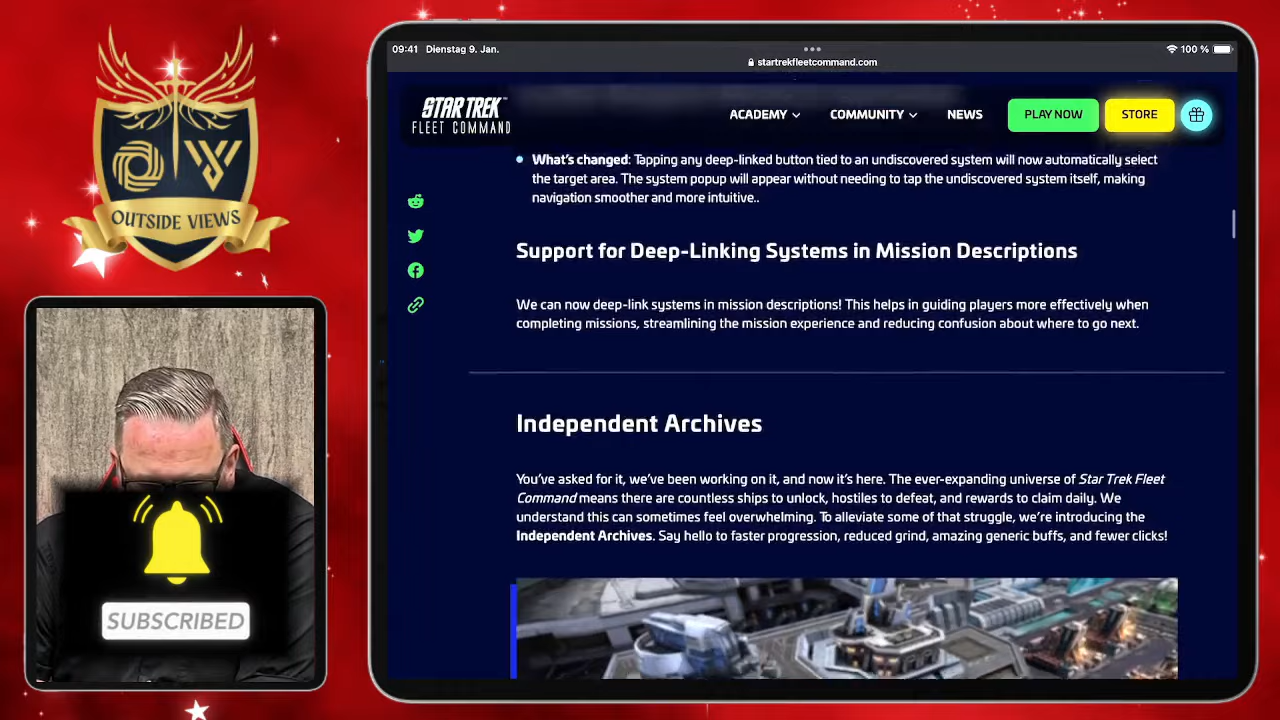 OUTSIDE VIEWS
SUBSCRIBED
09:41 Dienstag 9. Jan.
startrekfleetcommand.com
100 %
STAR TREK™
FLEET COMMAND
ACADEMY
COMMUNITY
NEWS
PLAY NOW
STORE
What's changed: Tapping any deep-linked button tied to an undiscovered system will now automatically select
the target area. The system popup will appear without needing to tap the undiscovered system itself, making
navigation smoother and more intuitive..
Support for Deep-Linking Systems in Mission Descriptions
We can now deep-link systems in mission descriptions! This helps in guiding players more effectively when
completing missions, streamlining the mission experience and reducing confusion about where to go next.
Independent Archives
You've asked for it, we've been working on it, and now it's here. The ever-expanding universe of Star Trek Fleet
Command means there are countless ships to unlock, hostiles to defeat, and rewards to claim daily. We
understand this can sometimes feel overwhelming. To alleviate some of that struggle, we're introducing the
Independent Archives. Say hello to faster progression, reduced grind, amazing generic buffs, and fewer clicks!